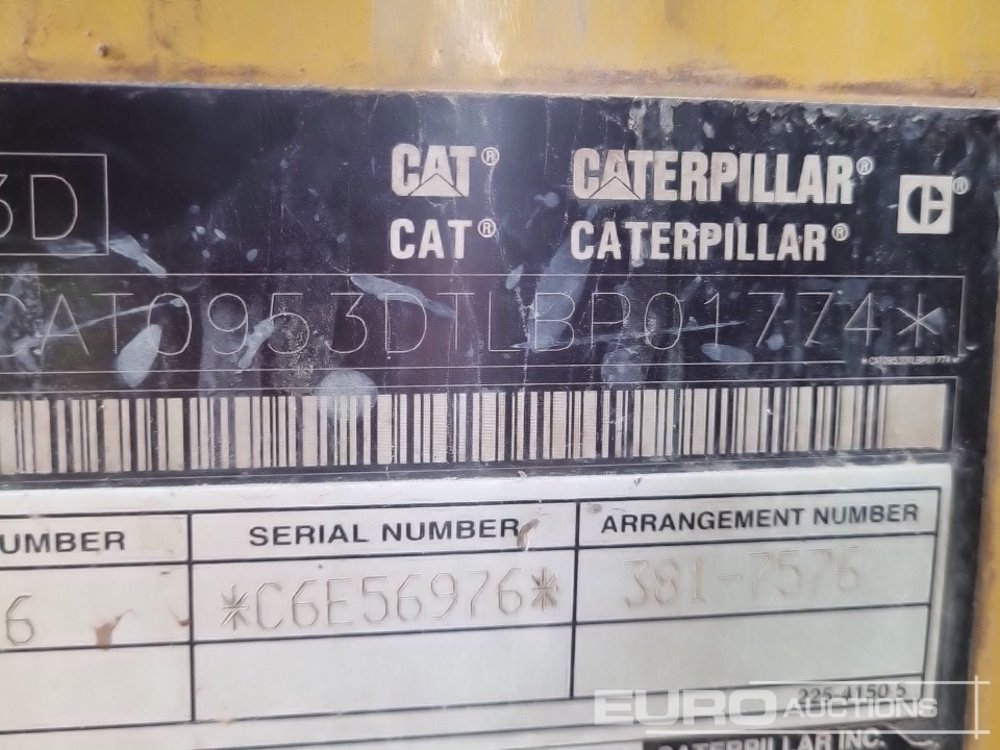 3D
CAT® CATERPILLAR®
CAT® CATERPILLAR®
CAT0953DTLBP01774*
*CAT0953DTLBP01774*
UMBER SERIAL NUMBER ARRANGEMENT NUMBER
6 *C6E56976* 381-7576
225-4150 5
EURO AUCTIONS
CATERPILLAR INC.